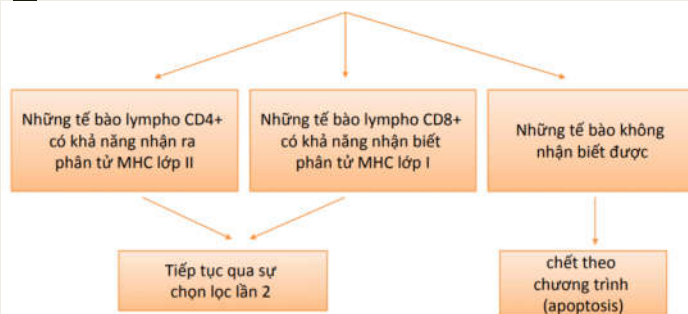 Những tế bào lympho CD4+
có khả năng nhận ra
phân tử MHC lớp II
Những tế bào lympho CD8+
có khả năng nhận biết
phân tử MHC lớp I
Những tế bào không
nhận biết được
Tiếp tục qua sự
chọn lọc lần 2
chết theo
chương trình
(apoptosis)